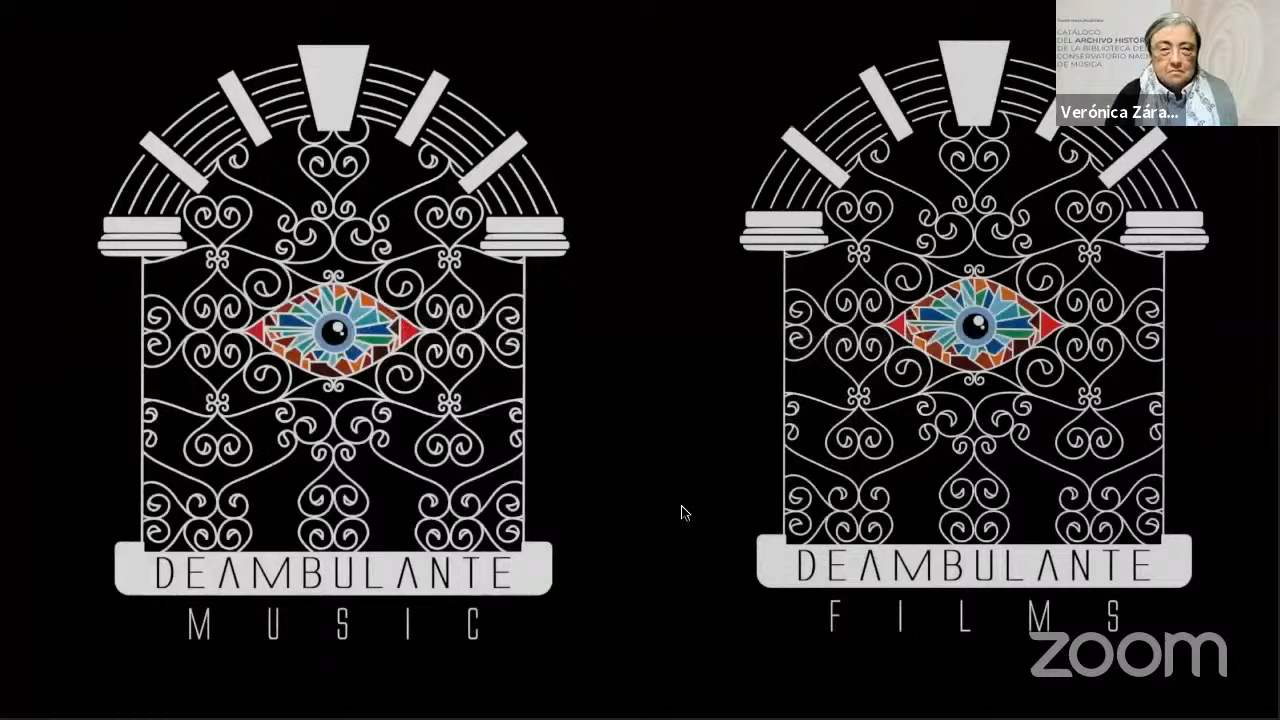 CATÁLOGO
DEL ARCHIVO HISTÓR
DE LA BIBLIOTECA DEL
CONSERVATORIO NAC
DE MÚSICA
Verónica Zára...
DEAMBULANTE
MUSIC
DEAMBULANTE
FILMS
zoom